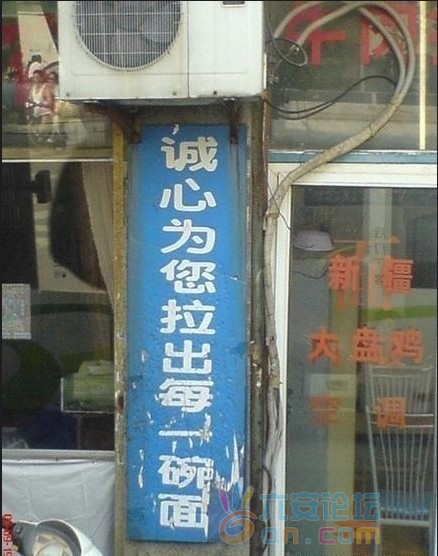 诚心为您拉出每一碗面
新疆
大盘鸡
空调
六安论坛